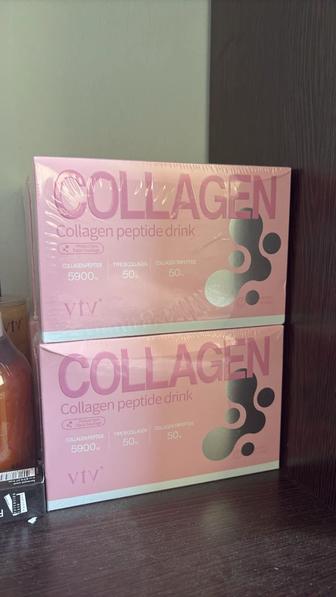 COLLAGEN
Collagen peptide drink
COLLAGEN PEPTIDE TYPE III COLLAGEN COLLAGEN TRIPEPTIDE
5900 50 50
VTV
COLLAGEN
Collagen peptide drink
COLLAGEN PEPTIDE TYPE III COLLAGEN COLLAGEN TRIPEPTIDE
5900 50 50
VTV